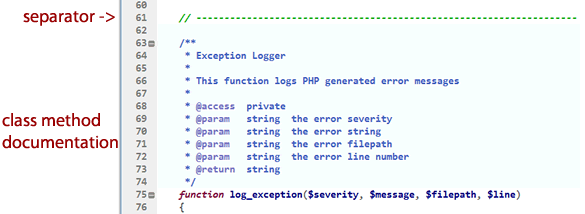 60
separator -> 61 // ------------------------------------------------------------------------
62
63 /**
64 * Exception Logger
65 *
66 * This function logs PHP generated error messages
67 *
68 * @access private
class method 69 * @param string the error severity
70 * @param string the error string
documentation 71 * @param string the error filepath
72 * @param string the error line number
73 * @return string
74 */
75 function log_exception($severity, $message, $filepath, $line)
76 {